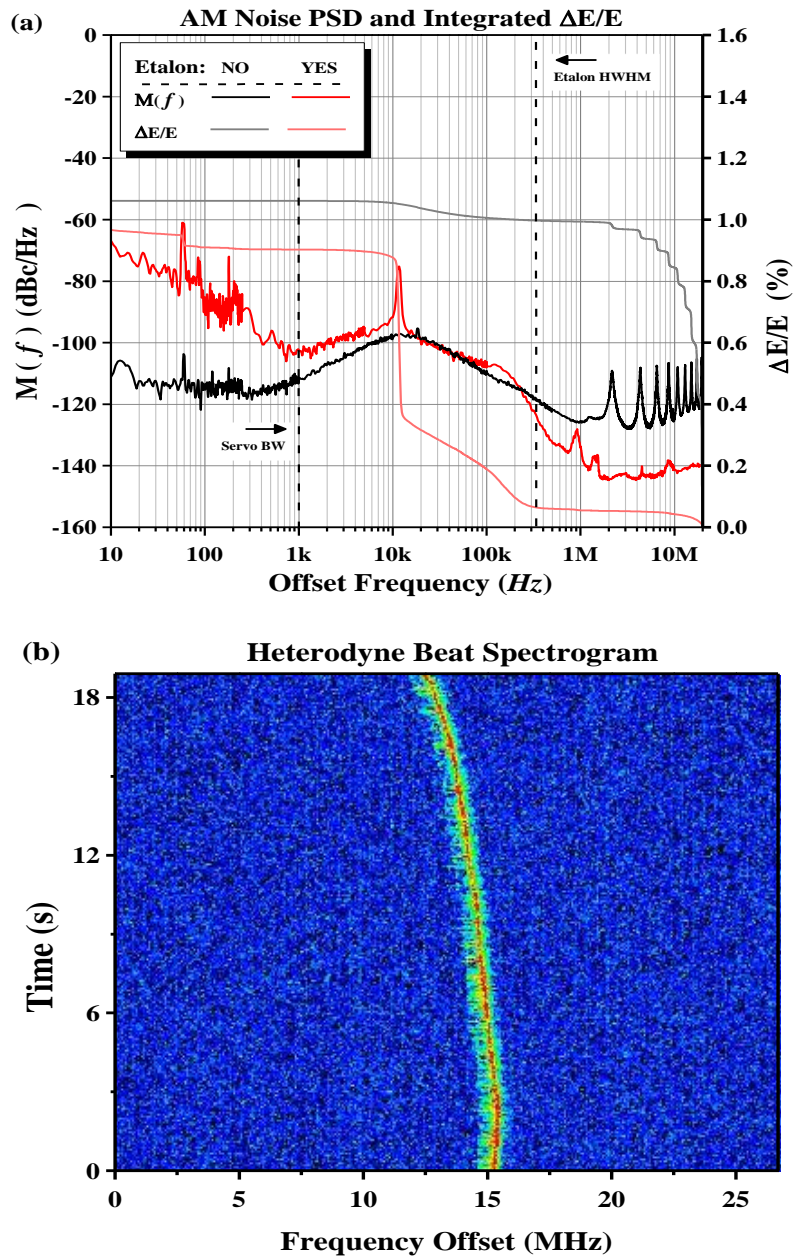 (a)
AM Noise PSD and Integrated ΔE/E
Etalon: NO YES
M(f)
ΔE/E
Etalon HWHM
Servo BW
0
-20
-40
-60
-80
-100
-120
-140
-160
M(f) (dBc/Hz)
1.6
1.4
1.2
1.0
0.8
0.6
0.4
0.2
0.0
ΔE/E (%)
10 100 1k 10k 100k 1M 10M
Offset Frequency (Hz)
(b)
Heterodyne Beat Spectrogram
18
12
6
0
Time (s)
0 5 10 15 20 25
Frequency Offset (MHz)